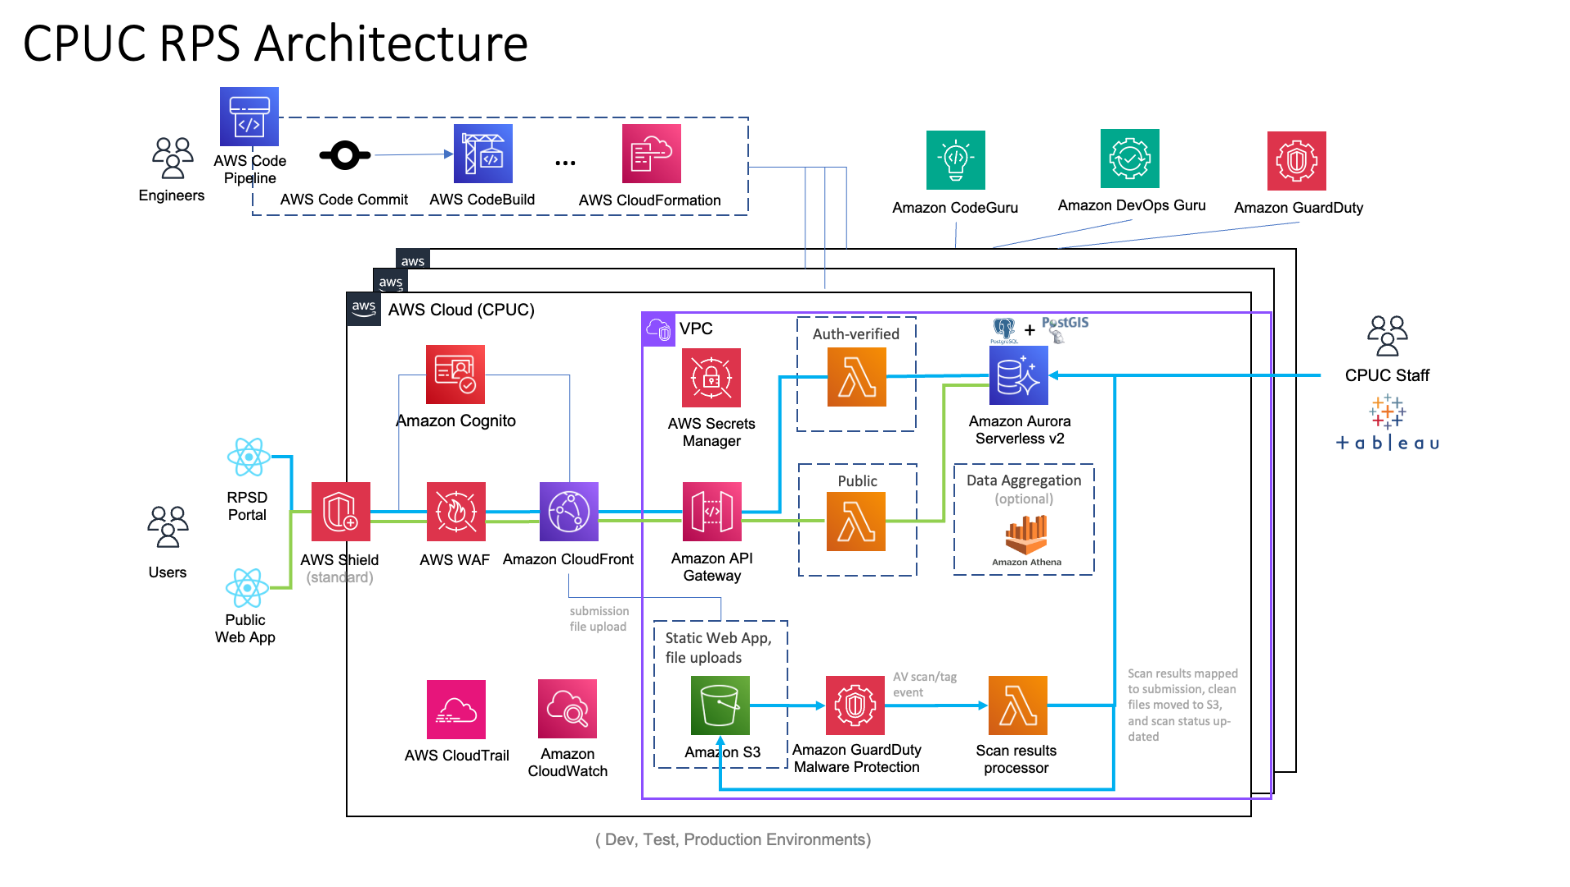 CPUC RPS Architecture
Engineers
AWS Code
Pipeline
AWS Code Commit
AWS CodeBuild
...
AWS CloudFormation
Amazon CodeGuru
Amazon DevOps Guru
Amazon GuardDuty
aws
aws
aws
AWS Cloud (CPUC)
VPC
Auth-verified
PostgreSQL
+
PostGIS
Amazon Cognito
AWS Secrets
Manager
Amazon Aurora
Serverless v2
CPUC Staff
+ableau
RPSD
Portal
Users
Public
Web App
AWS Shield
(standard)
AWS WAF
Amazon CloudFront
Amazon API
Gateway
Public
Data Aggregation
(optional)
Amazon Athena
submission
file upload
Static Web App,
file uploads
Amazon S3
AV scan/tag
event
Amazon GuardDuty
Malware Protection
Scan results
processor
Scan results mapped
to submission, clean
files moved to S3,
and scan status up-
dated
AWS CloudTrail
Amazon
CloudWatch
( Dev, Test, Production Environments)